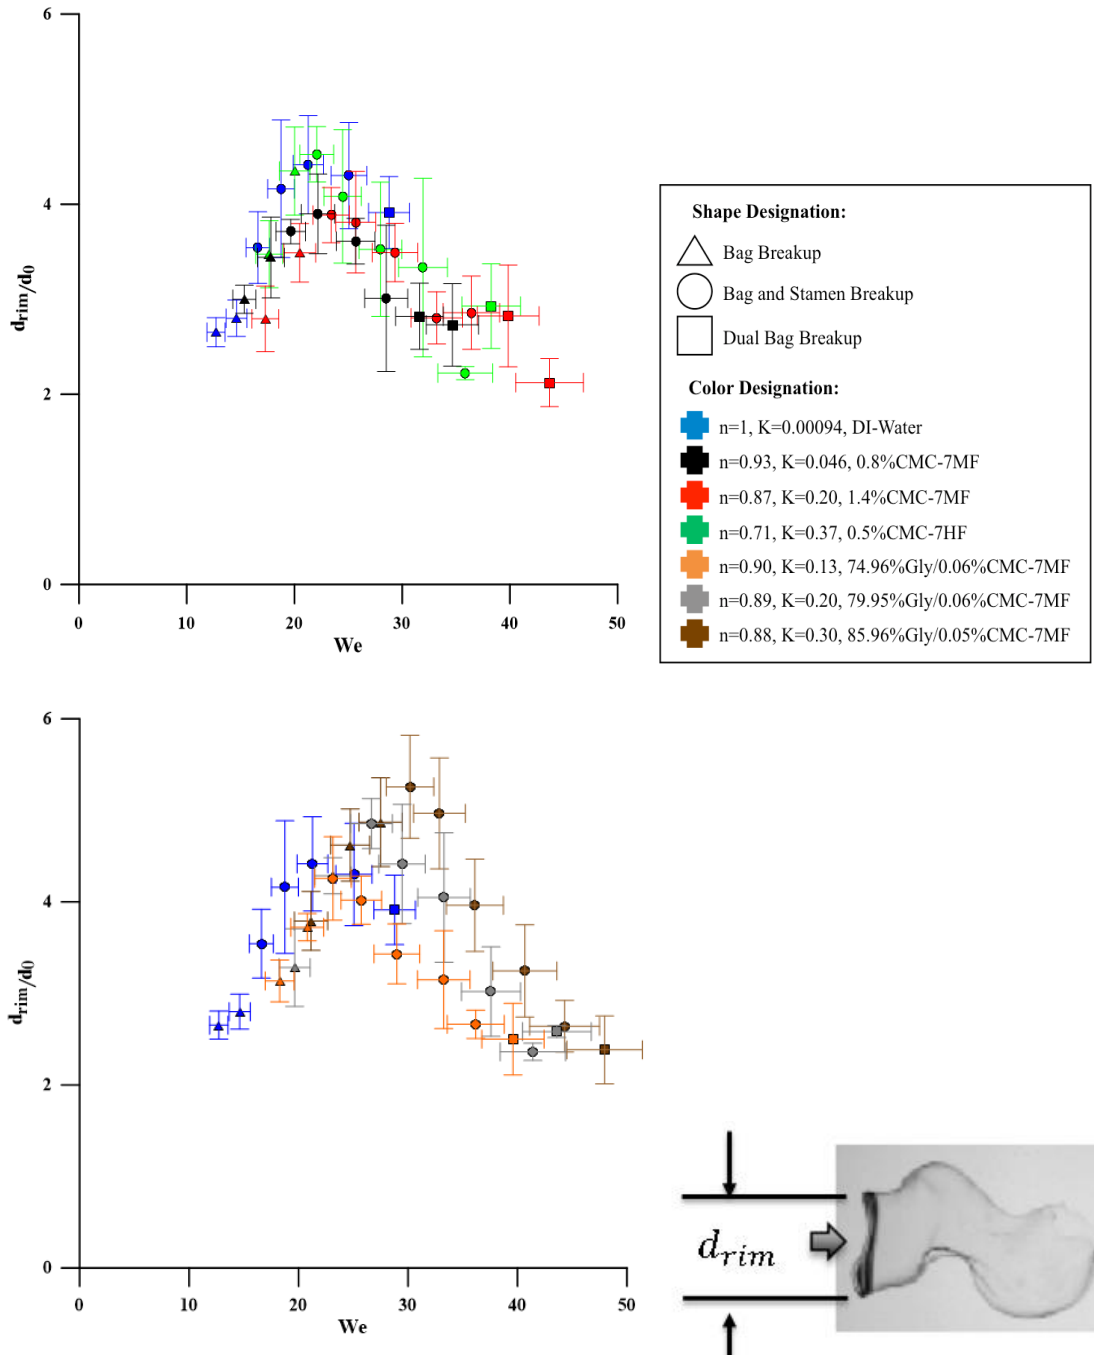 6
4
2
0
d_rim/d_0
0 10 20 30 40 50
We
Shape Designation:
Bag Breakup
Bag and Stamen Breakup
Dual Bag Breakup
Color Designation:
n=1, K=0.00094, DI-Water
n=0.93, K=0.046, 0.8%CMC-7MF
n=0.87, K=0.20, 1.4%CMC-7MF
n=0.71, K=0.37, 0.5%CMC-7HF
n=0.90, K=0.13, 74.96%Gly/0.06%CMC-7MF
n=0.89, K=0.20, 79.95%Gly/0.06%CMC-7MF
n=0.88, K=0.30, 85.96%Gly/0.05%CMC-7MF
6
4
2
0
d_rim/d_0
0 10 20 30 40 50
We
d_rim